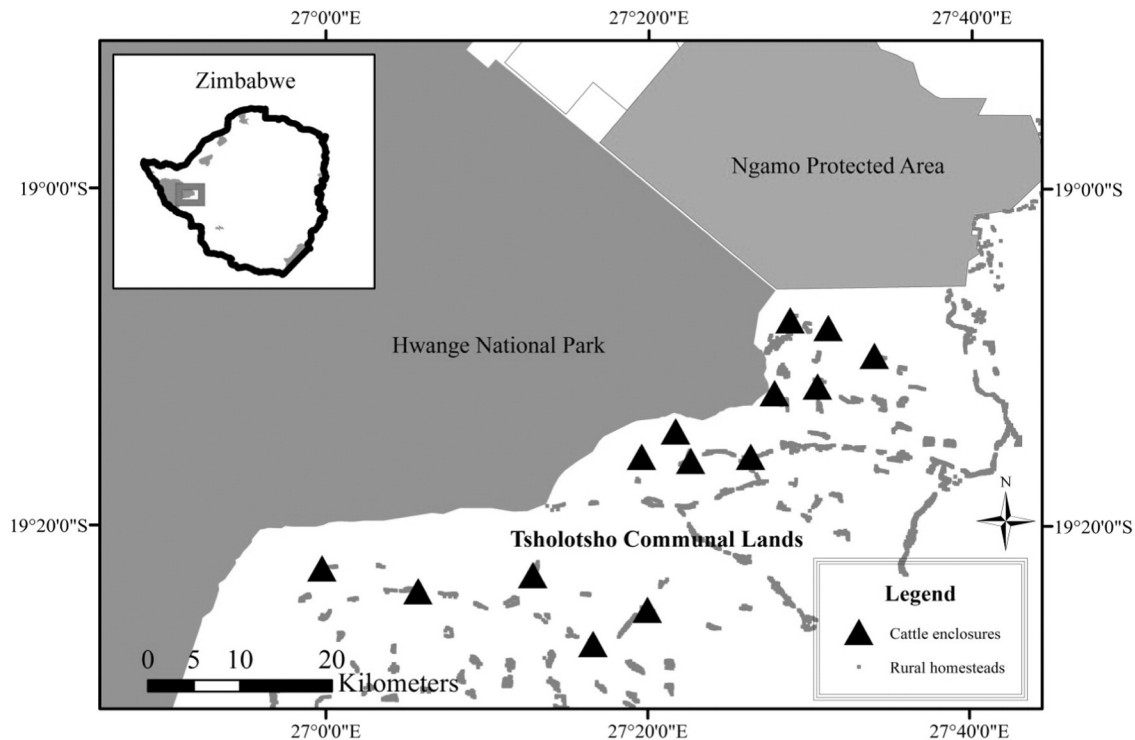 27°0'0"E 27°20'0"E 27°40'0"E
Zimbabwe
Ngamo Protected Area
19°0'0"S 19°0'0"S
Hwange National Park
N
19°20'0"S 19°20'0"S
Tsholotsho Communal Lands
Legend
Cattle enclosures
Rural homesteads
0 5 10 20
Kilometers
27°0'0"E 27°20'0"E 27°40'0"E